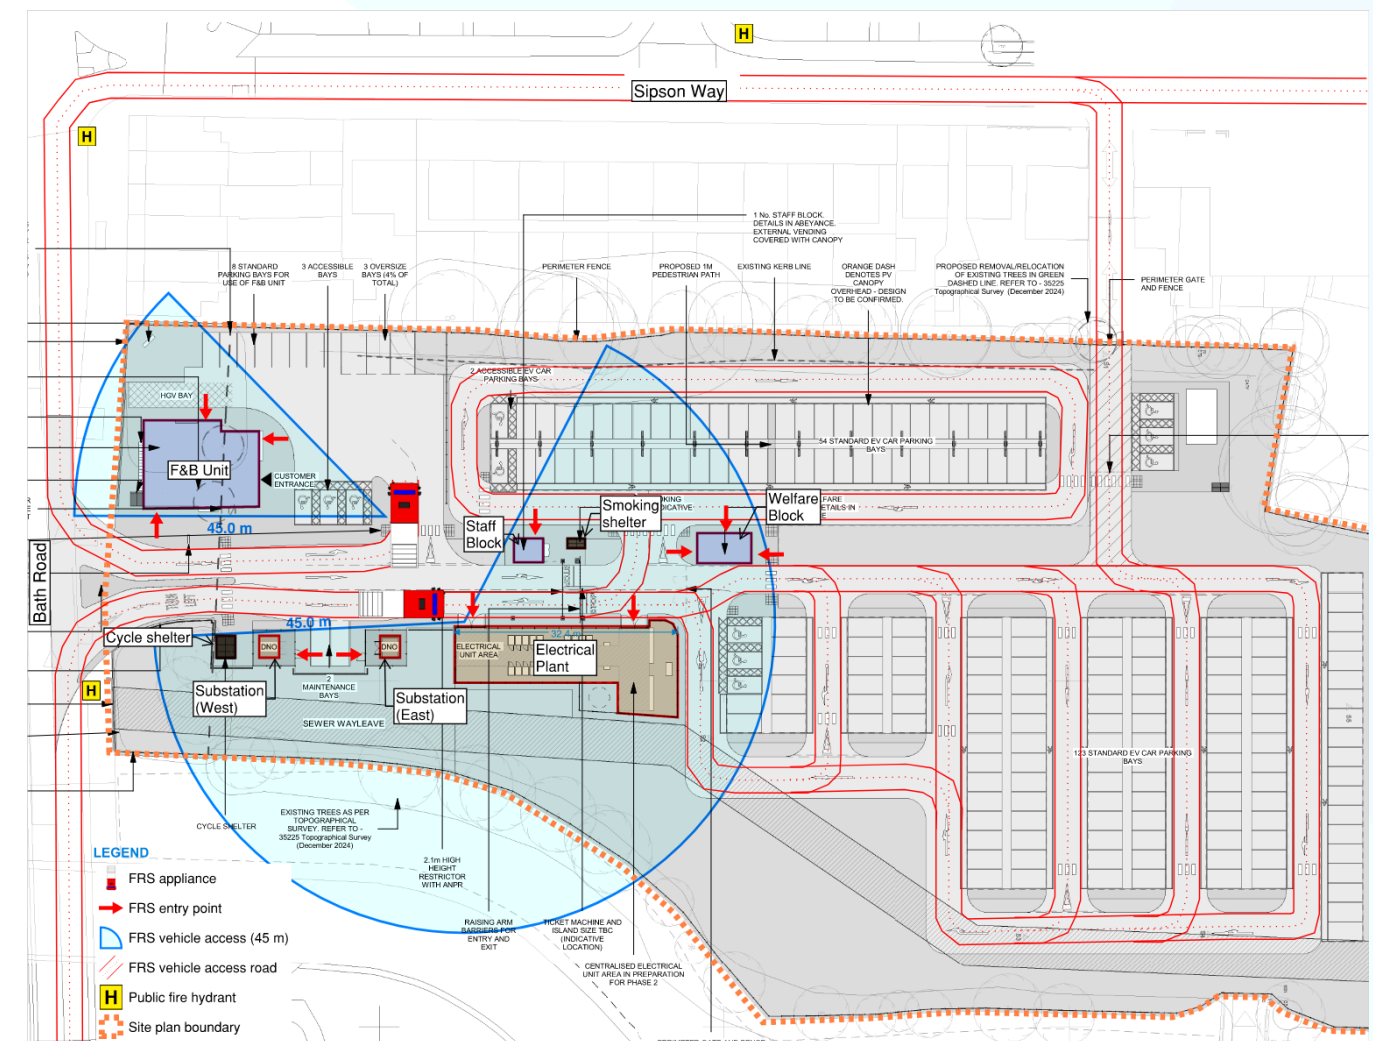 H
Sipson Way
H
1 No. STAFF BLOCK.
DETAILS IN ABEYANCE.
EXTERNAL VENDING
COVERED WITH CANOPY
8 STANDARD
PARKING BAYS FOR
USE OF F&B UNIT
3 ACCESSIBLE
BAYS
3 OVERSIZE
BAYS (4% OF
TOTAL)
PERIMETER FENCE
PROPOSED 1M
PEDESTRIAN PATH
EXISTING KERB LINE
ORANGE DASH
DENOTES PV
CANOPY
OVERHEAD - DESIGN
TO BE CONFIRMED.
PROPOSED REMOVAL/RELOCATION
OF EXISTING TREES IN GREEN
DASHED LINE. REFER TO - 35225
Topographical Survey (December 2024)
PERIMETER GATE
AND FENCE
2 ACCESSIBLE EV CAR
PARKING BAYS
HGV BAY
54 STANDARD EV CAR PARKING
BAYS
F&B Unit
CUSTOMER
ENTRANCE
45.0 m
Staff
Block
Smoking
shelter
Welfare
Block
Bath Road
TURN
LEFT
45.0 m
Cycle shelter
DNO
DNO
32.4 m
ELECTRICAL
UNIT AREA
Electrical
Plant
2
MAINTENANCE
BAYS
H
Substation
(West)
Substation
(East)
SEWER WAYLEAVE
123 STANDARD EV CAR PARKING
BAYS
CYCLE SHELTER
EXISTING TREES AS PER
TOPOGRAPHICAL
SURVEY. REFER TO -
35225 Topographical Survey
(December 2024)
2.1m HIGH
HEIGHT
RESTRICTOR
WITH ANPR
RAISING ARM
BARRIERS FOR
ENTRY AND
EXIT
TICKET MACHINE AND
ISLAND SIZE TBC
(INDICATIVE
LOCATION)
CENTRALISED ELECTRICAL
UNIT AREA IN PREPARATION
FOR PHASE 2
LEGEND
FRS appliance
FRS entry point
FRS vehicle access (45 m)
FRS vehicle access road
H Public fire hydrant
Site plan boundary